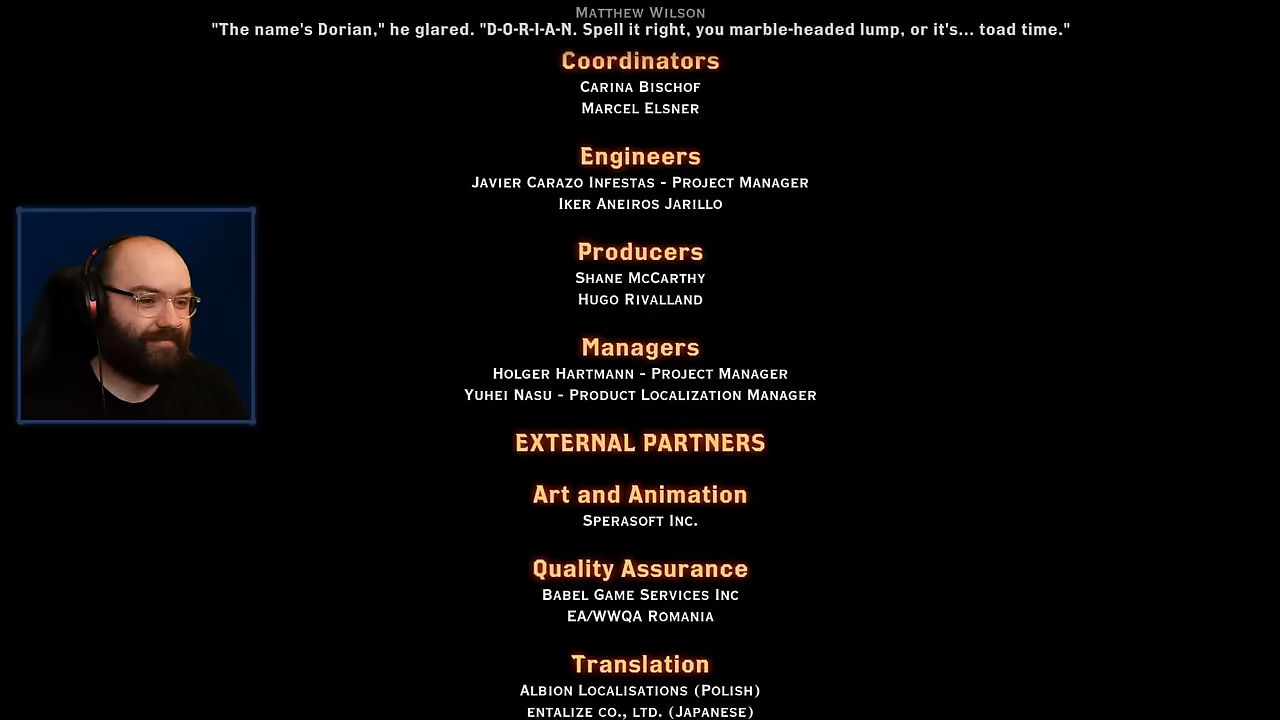 Matthew Wilson
"The name's Dorian," he glared. "D-O-R-I-A-N. Spell it right, you marble-headed lump, or it's... toad time."
Coordinators
Carina Bischof
Marcel Elsner
Engineers
Javier Carazo Infestas - Project Manager
Iker Aneiros Jarillo
Producers
Shane McCarthy
Hugo Rivalland
Managers
Holger Hartmann - Project Manager
Yuhei Nasu - Product Localization Manager
EXTERNAL PARTNERS
Art and Animation
Sperasoft Inc.
Quality Assurance
Babel Game Services Inc
EA/WWQA Romania
Translation
Albion Localisations (Polish)
entalize co., ltd. (Japanese)